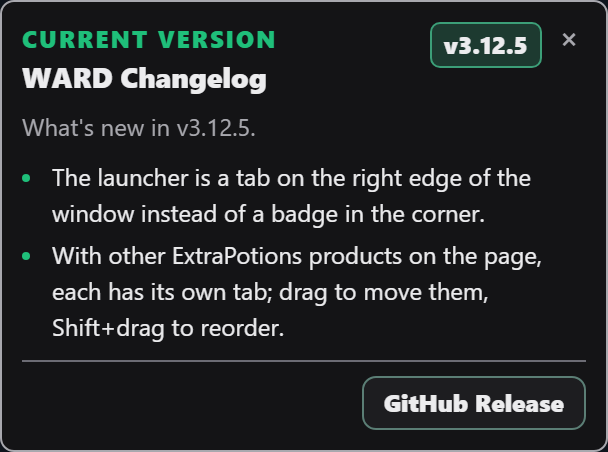 CURRENT VERSION
v3.12.5
×
WARD Changelog
What's new in v3.12.5.
• The launcher is a tab on the right edge of the
window instead of a badge in the corner.
• With other ExtraPotions products on the page,
each has its own tab; drag to move them,
Shift+drag to reorder.
GitHub Release